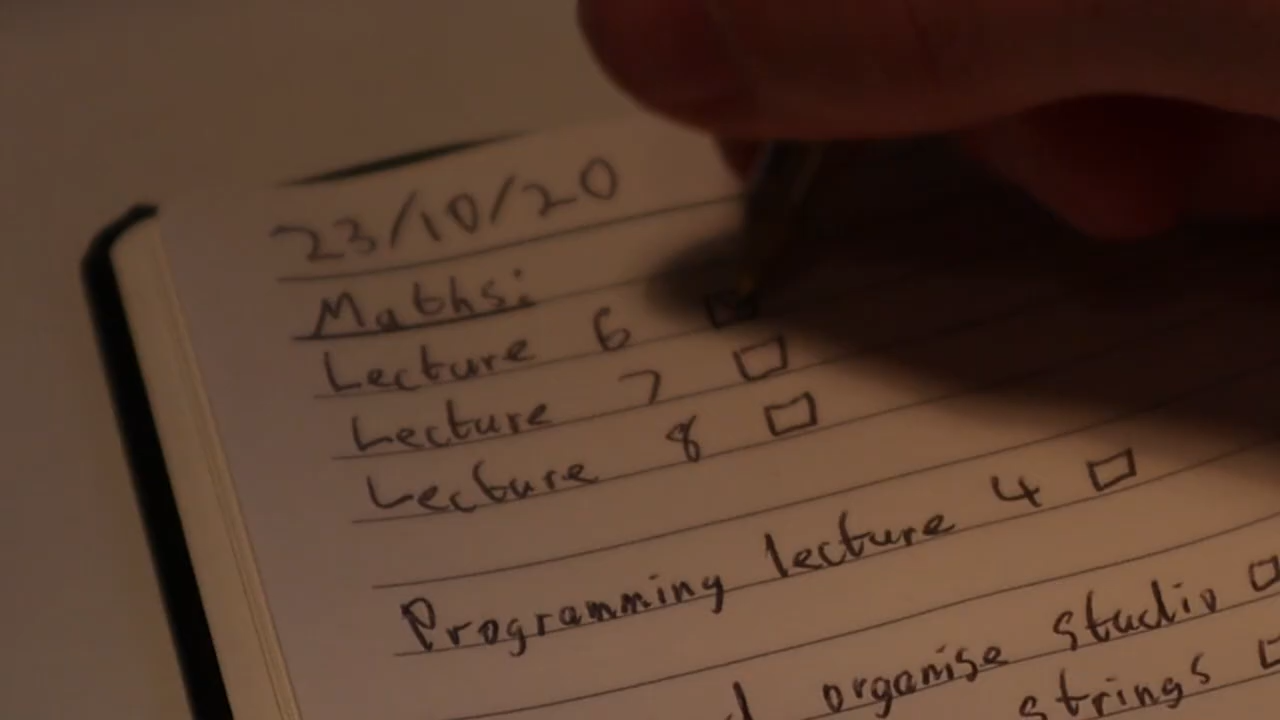 23/10/20
Maths:
Lecture 6
Lecture 7
Lecture 8
Programming lecture 4
organise studio
strings